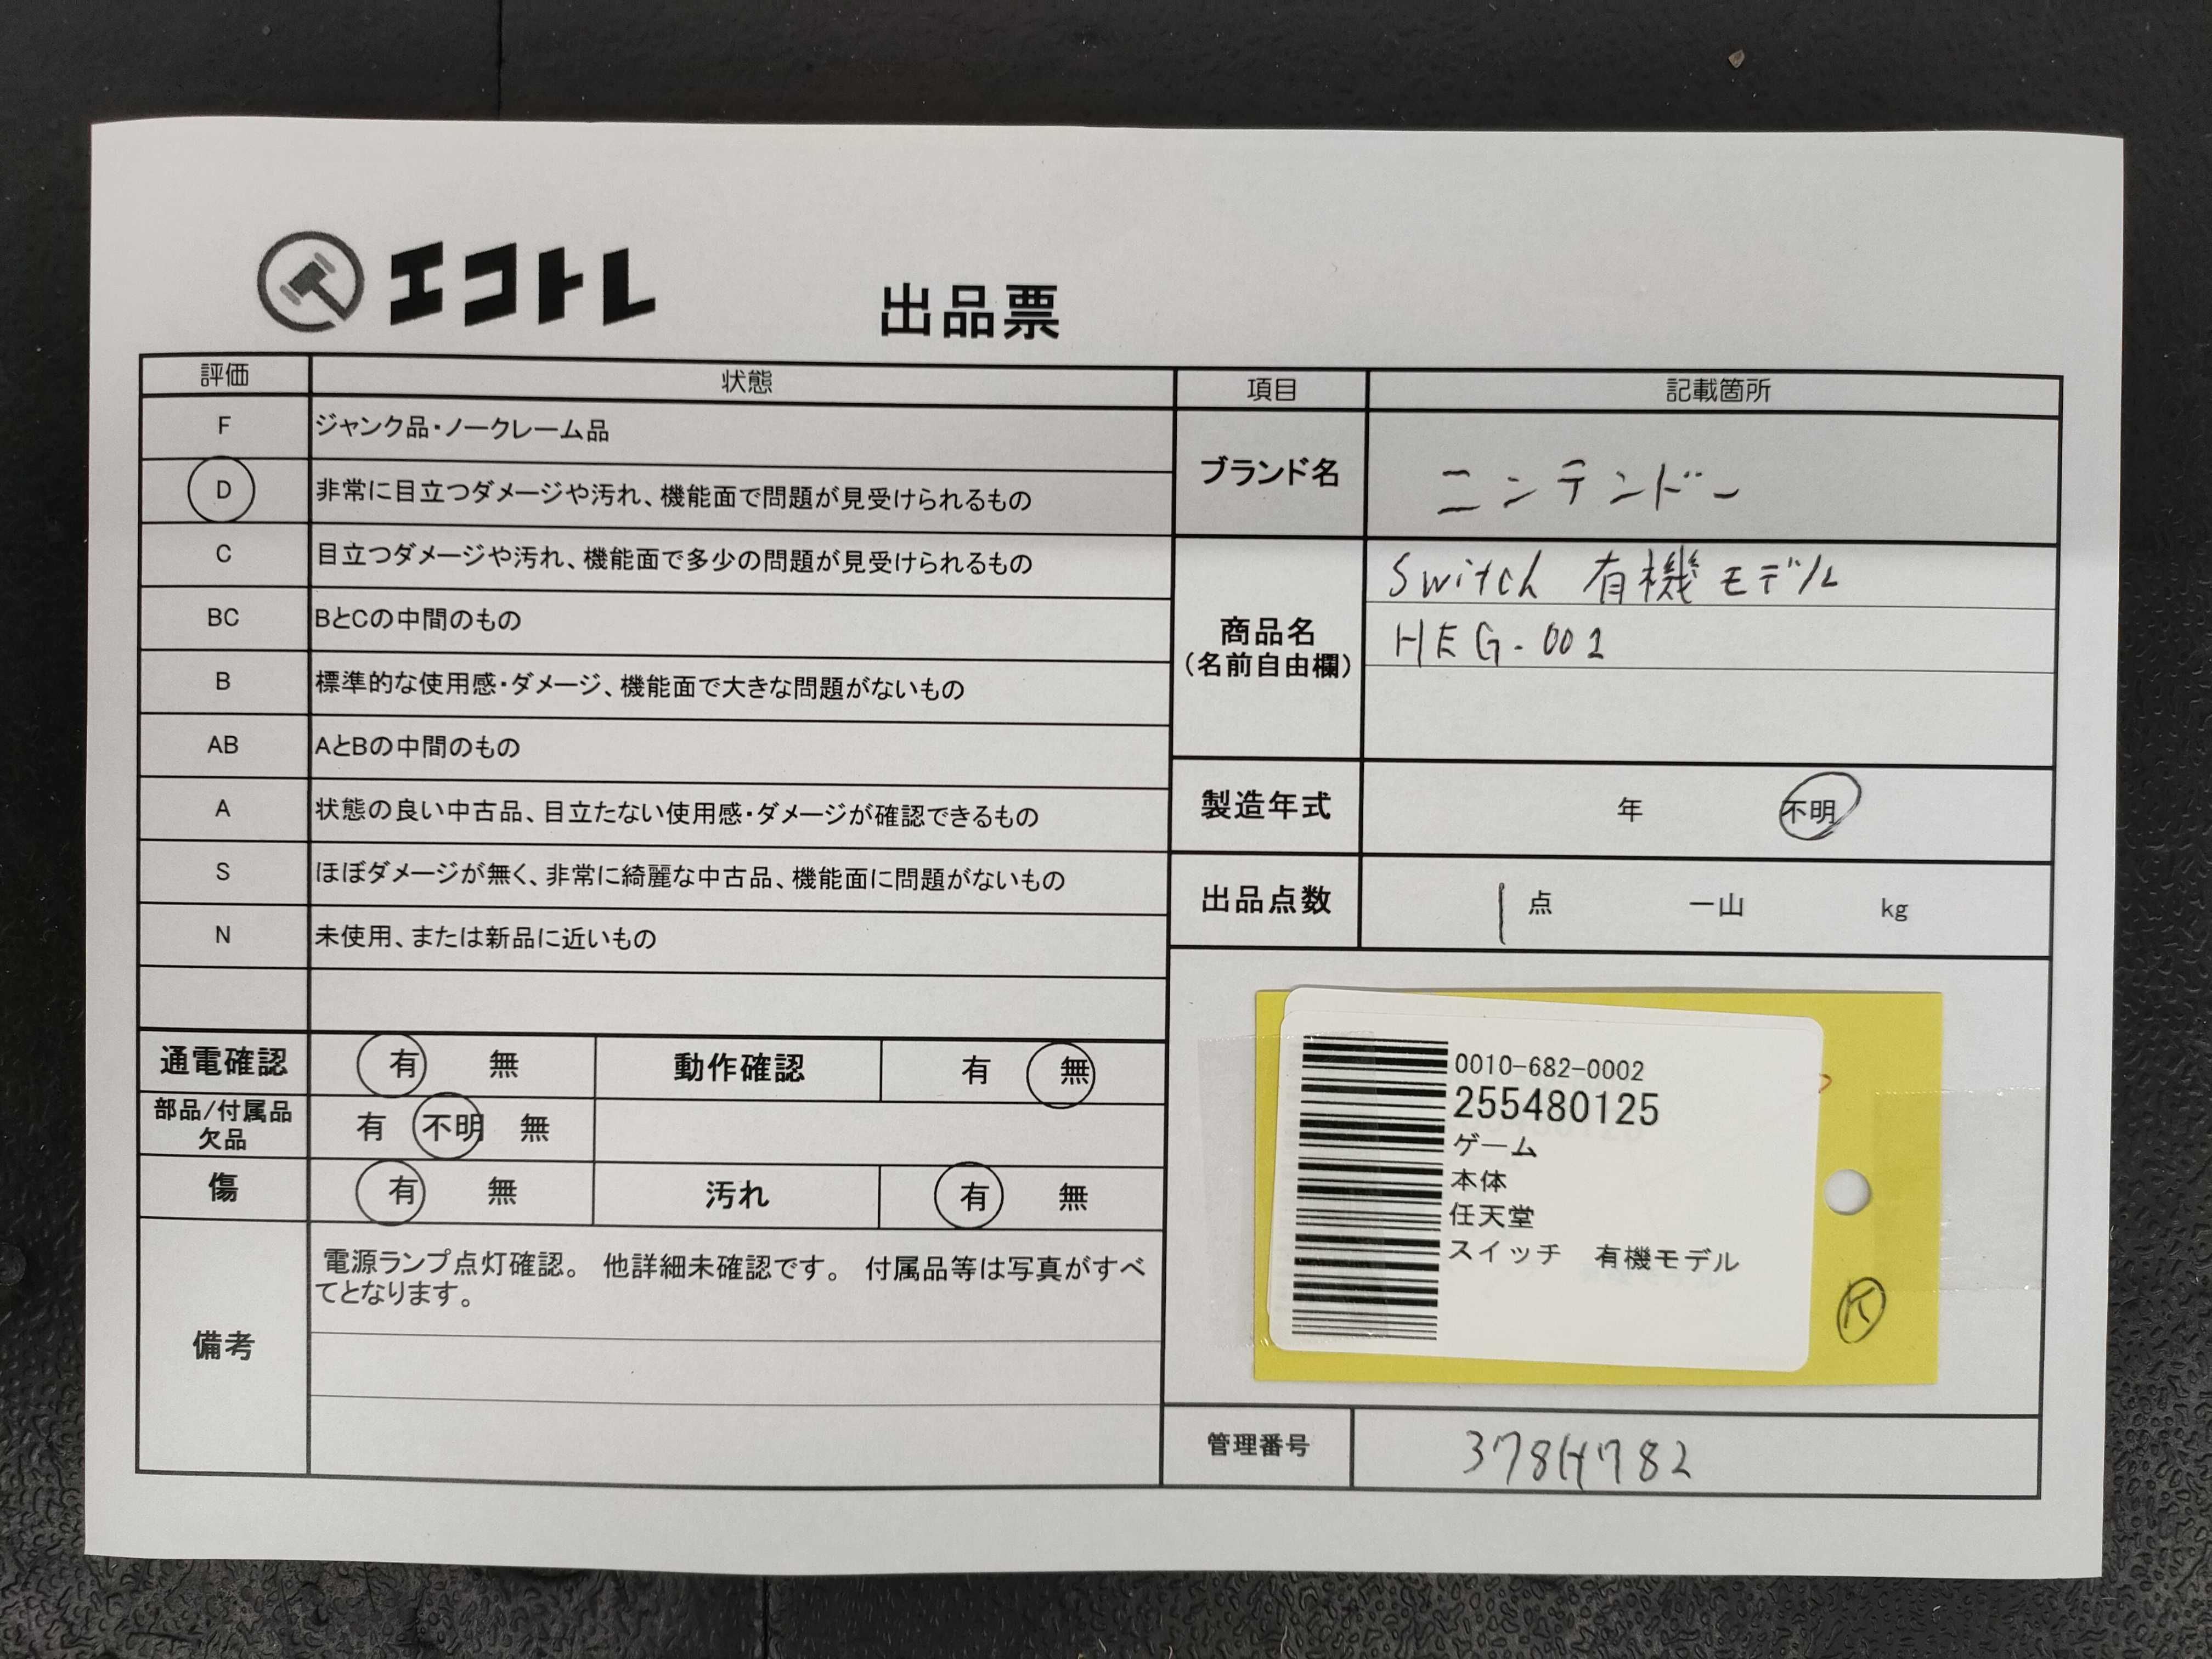 エコトレ
出品票
評価 状態
F ジャンク品・ノークレーム品
D 非常に目立つダメージや汚れ、機能面で問題が見受けられるもの
C 目立つダメージや汚れ、機能面で多少の問題が見受けられるもの
BC BとCの中間のもの
B 標準的な使用感・ダメージ、機能面で大きな問題がないもの
AB AとBの中間のもの
A 状態の良い中古品、目立たない使用感・ダメージが確認できるもの
S ほぼダメージが無く、非常に綺麗な中古品、機能面に問題がないもの
N 未使用、または新品に近いもの
通電確認 有 無 動作確認 有 無
部品/付属品
欠品 有 不明 無
傷 有 無 汚れ 有 無
備考
電源ランプ点灯確認。 他詳細未確認です。 付属品等は写真がすべ
てとなります。
項目 記載箇所
ブランド名 ニンテンドー
商品名
(名前自由欄)
Switch 有機モデル
HEG-001
製造年式 年 不明
出品点数 1 点 一山 kg
0010-682-0002
255480125
ゲーム
本体
任天堂
スイッチ 有機モデル
K
管理番号 378H782